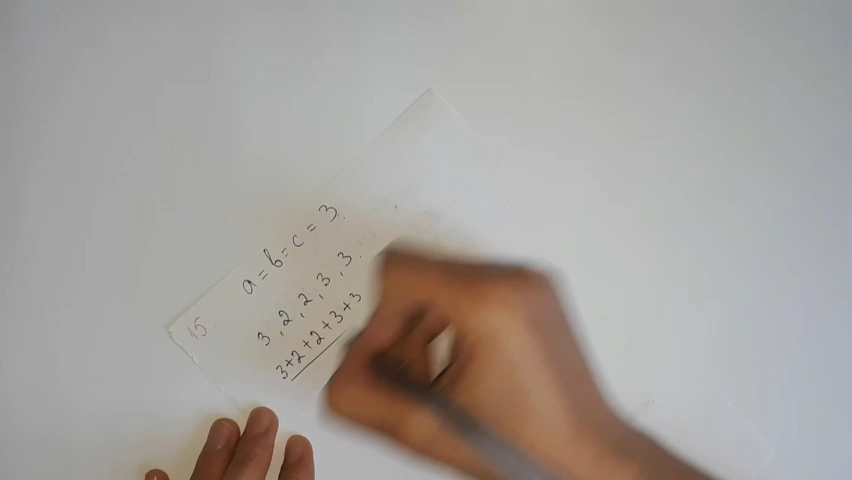 15
a = b = c = 3.
3, 2, 2, 3, 3.
3+2+2+3+3